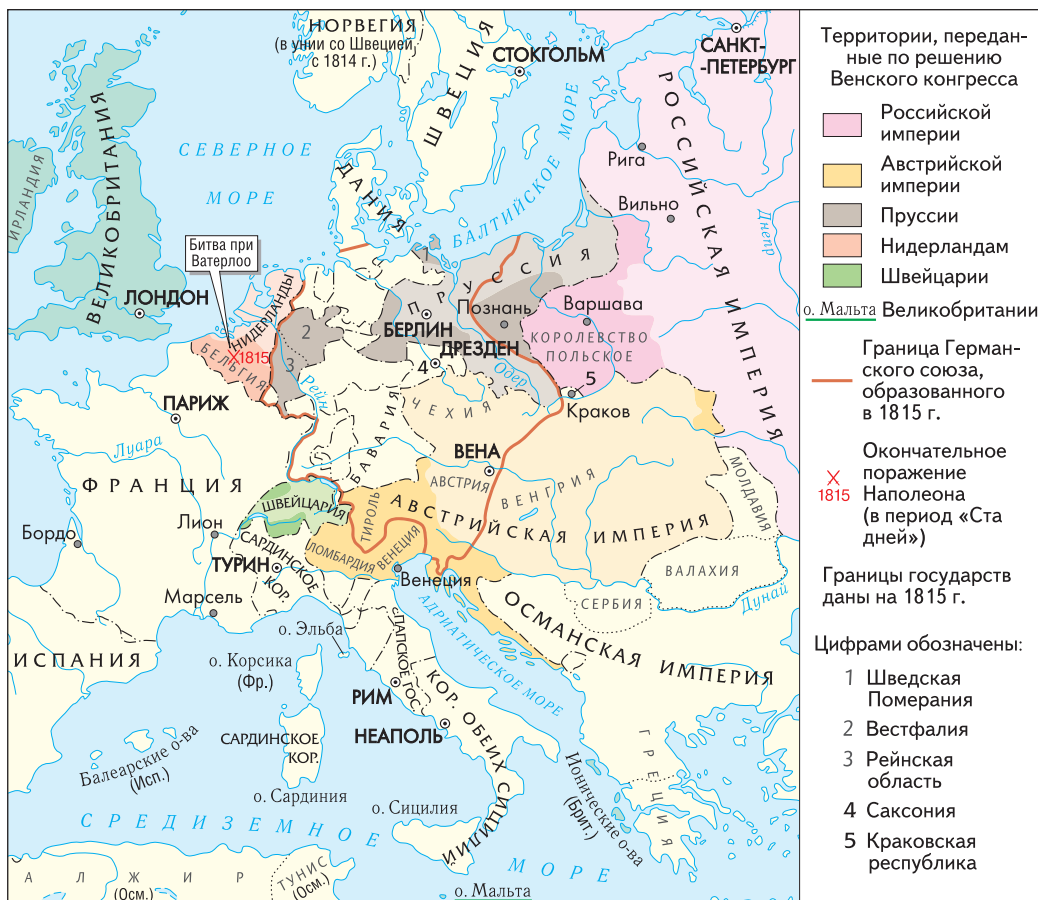 НОРВЕГИЯ
(в унии со Швецией
с 1814 г.)
ШВЕЦИЯ
СТОКГОЛЬМ
САНКТ-
-ПЕТЕРБУРГ
РОССИЙСКАЯ ИМПЕРИЯ
ИРЛАНДИЯ
ВЕЛИКОБРИТАНИЯ
СЕВЕРНОЕ
МОРЕ
ДАНИЯ
БАЛТИЙСКОЕ МОРЕ
Рига
Вильно
Днепр
Битва при
Ватерлоо
ЛОНДОН
НИДЕРЛАНДЫ
1815
БЕЛЬГИЯ
1
2
3
ПРУССИЯ
Познань
БЕРЛИН
ДРЕЗДЕН
4
Одер
Варшава
КОРОЛЕВСТВО
ПОЛЬСКОЕ
5
Краков
Рейн
ПАРИЖ
Луара
ФРАНЦИЯ
ЧЕХИЯ
БАВАРИЯ
ВЕНА
АВСТРИЯ
ВЕНГРИЯ
АВСТРИЙСКАЯ ИМПЕРИЯ
МОЛДАВИЯ
ШВЕЙЦАРИЯ
ТИРОЛЬ
ЛОМБАРДИЯ
ВЕНЕЦИЯ
Венеция
Бордо
Лион
САРДИНСКОЕ
КОР.
ТУРИН
Марсель
ВАЛАХИЯ
СЕРБИЯ
Дунай
ОСМАНСКАЯ ИМПЕРИЯ
АДРИАТИЧЕСКОЕ МОРЕ
ИСПАНИЯ
о. Эльба
о. Корсика
(Фр.)
ПАПСКОЕ ГОС.
РИМ
КОР. ОБЕИХ СИЦИЛИЙ
НЕАПОЛЬ
САРДИНСКОЕ
КОР.
о. Сардиния
Балеарские о-ва
(Исп.)
о. Сицилия
ГРЕЦИЯ
Ионические о-ва
(Брит.)
СРЕДИЗЕМНОЕ
МОРЕ
АЛЖИР
(Осм.)
ТУНИС
(Осм.)
о. Мальта
Территории, передан-
ные по решению
Венского конгресса
Российской
империи
Австрийской
империи
Пруссии
Нидерландам
Швейцарии
о. Мальта Великобритании
Граница Герман-
ского союза,
образованного
в 1815 г.
1815
Окончательное
поражение
Наполеона
(в период «Ста
дней»)
Границы государств
даны на 1815 г.
Цифрами обозначены:
1 Шведская
Померания
2 Вестфалия
3 Рейнская
область
4 Саксония
5 Краковская
республика